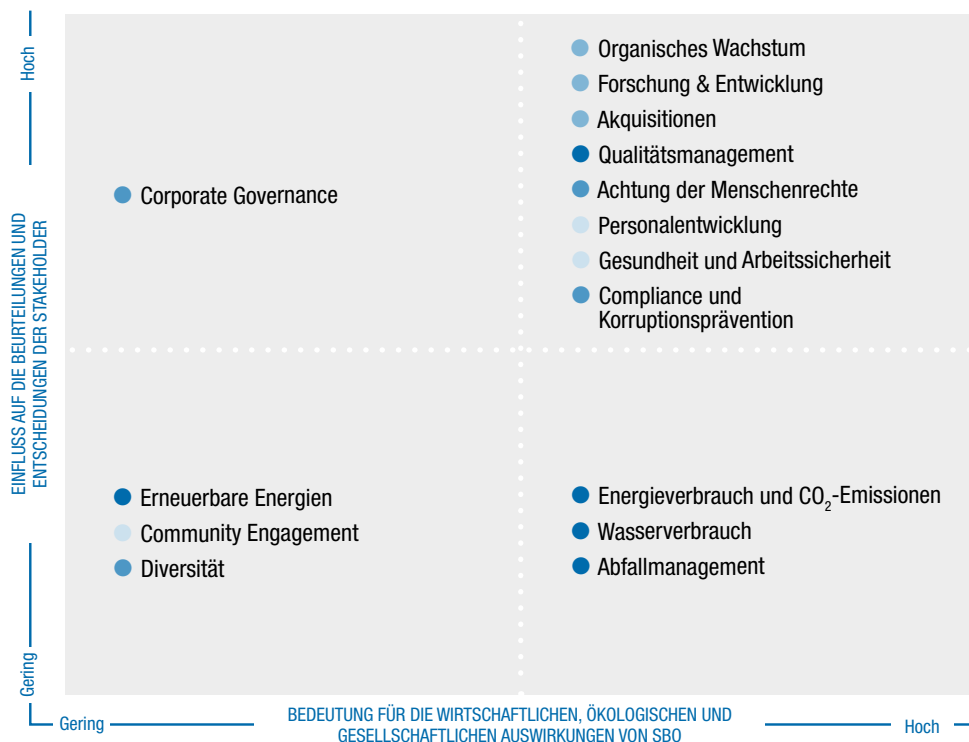 Hoch
EINFLUSS AUF DIE BEURTEILUNGEN UND
ENTSCHEIDUNGEN DER STAKEHOLDER
Gering
Corporate Governance
Organisches Wachstum
Forschung & Entwicklung
Akquisitionen
Qualitätsmanagement
Achtung der Menschenrechte
Personalentwicklung
Gesundheit und Arbeitssicherheit
Compliance und
Korruptionsprävention
Erneuerbare Energien
Community Engagement
Diversität
Energieverbrauch und CO₂-Emissionen
Wasserverbrauch
Abfallmanagement
Gering
BEDEUTUNG FÜR DIE WIRTSCHAFTLICHEN, ÖKOLOGISCHEN UND
GESELLSCHAFTLICHEN AUSWIRKUNGEN VON SBO
Hoch